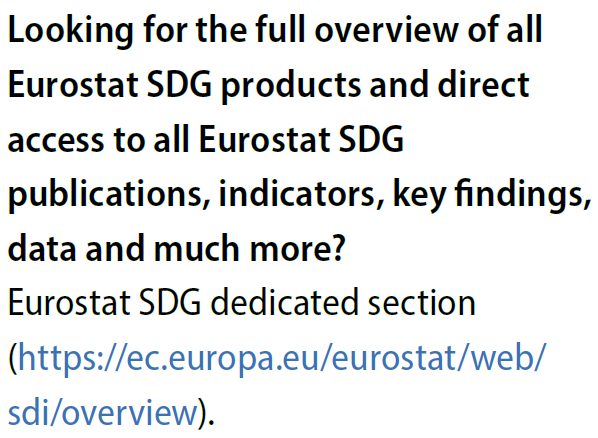 Looking for the full overview of all
Eurostat SDG products and direct
access to all Eurostat SDG
publications, indicators, key findings,
data and much more?
Eurostat SDG dedicated section
(https://ec.europa.eu/eurostat/web/
sdi/overview).